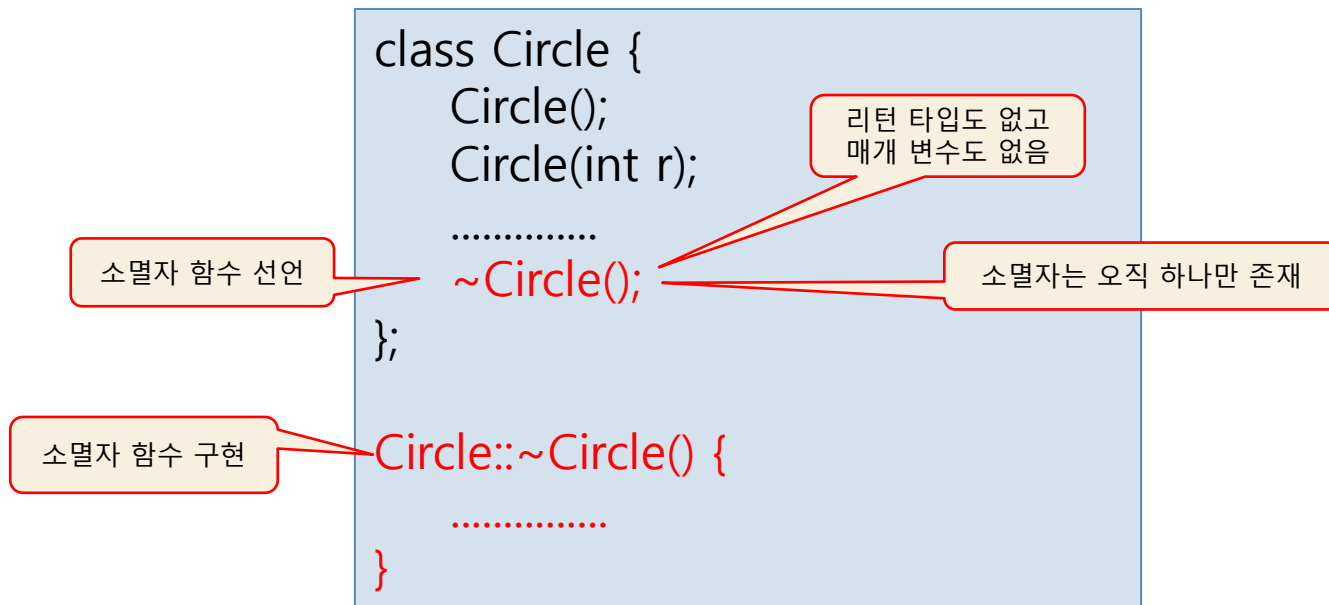 class Circle {
Circle();
Circle(int r);
리턴 타입도 없고
매개 변수도 없음
..............
소멸자 함수 선언
~Circle();
소멸자는 오직 하나만 존재
};
소멸자 함수 구현
Circle::~Circle() {
...............
}